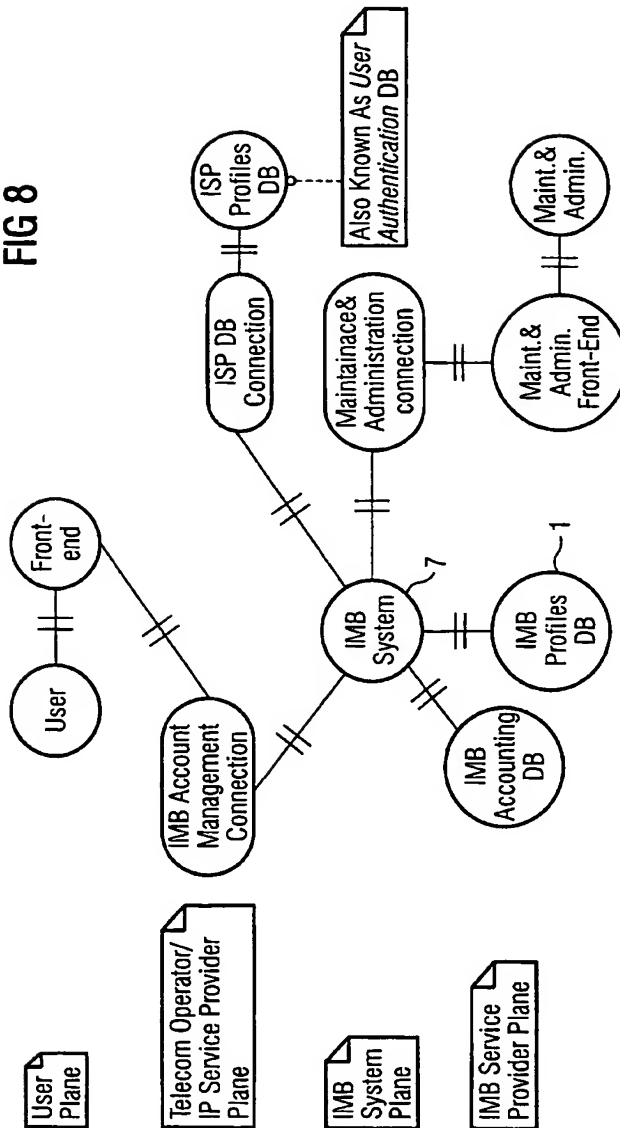 FIG 8
User
Plane
User
Front-
end
Telecom Operator/
IP Service Provider
Plane
IMB Account
Management
Connection
ISP DB
Connection
ISP
Profiles
DB
Also Known As User
Authentication DB
IMB
System
Plane
IMB
System
7
Maintainace&
Administration
connection
IMB Service
Provider Plane
IMB
Accounting
DB
IMB
Profiles
DB
1
Maint.&
Admin.
Front-End
Maint.&
Admin.